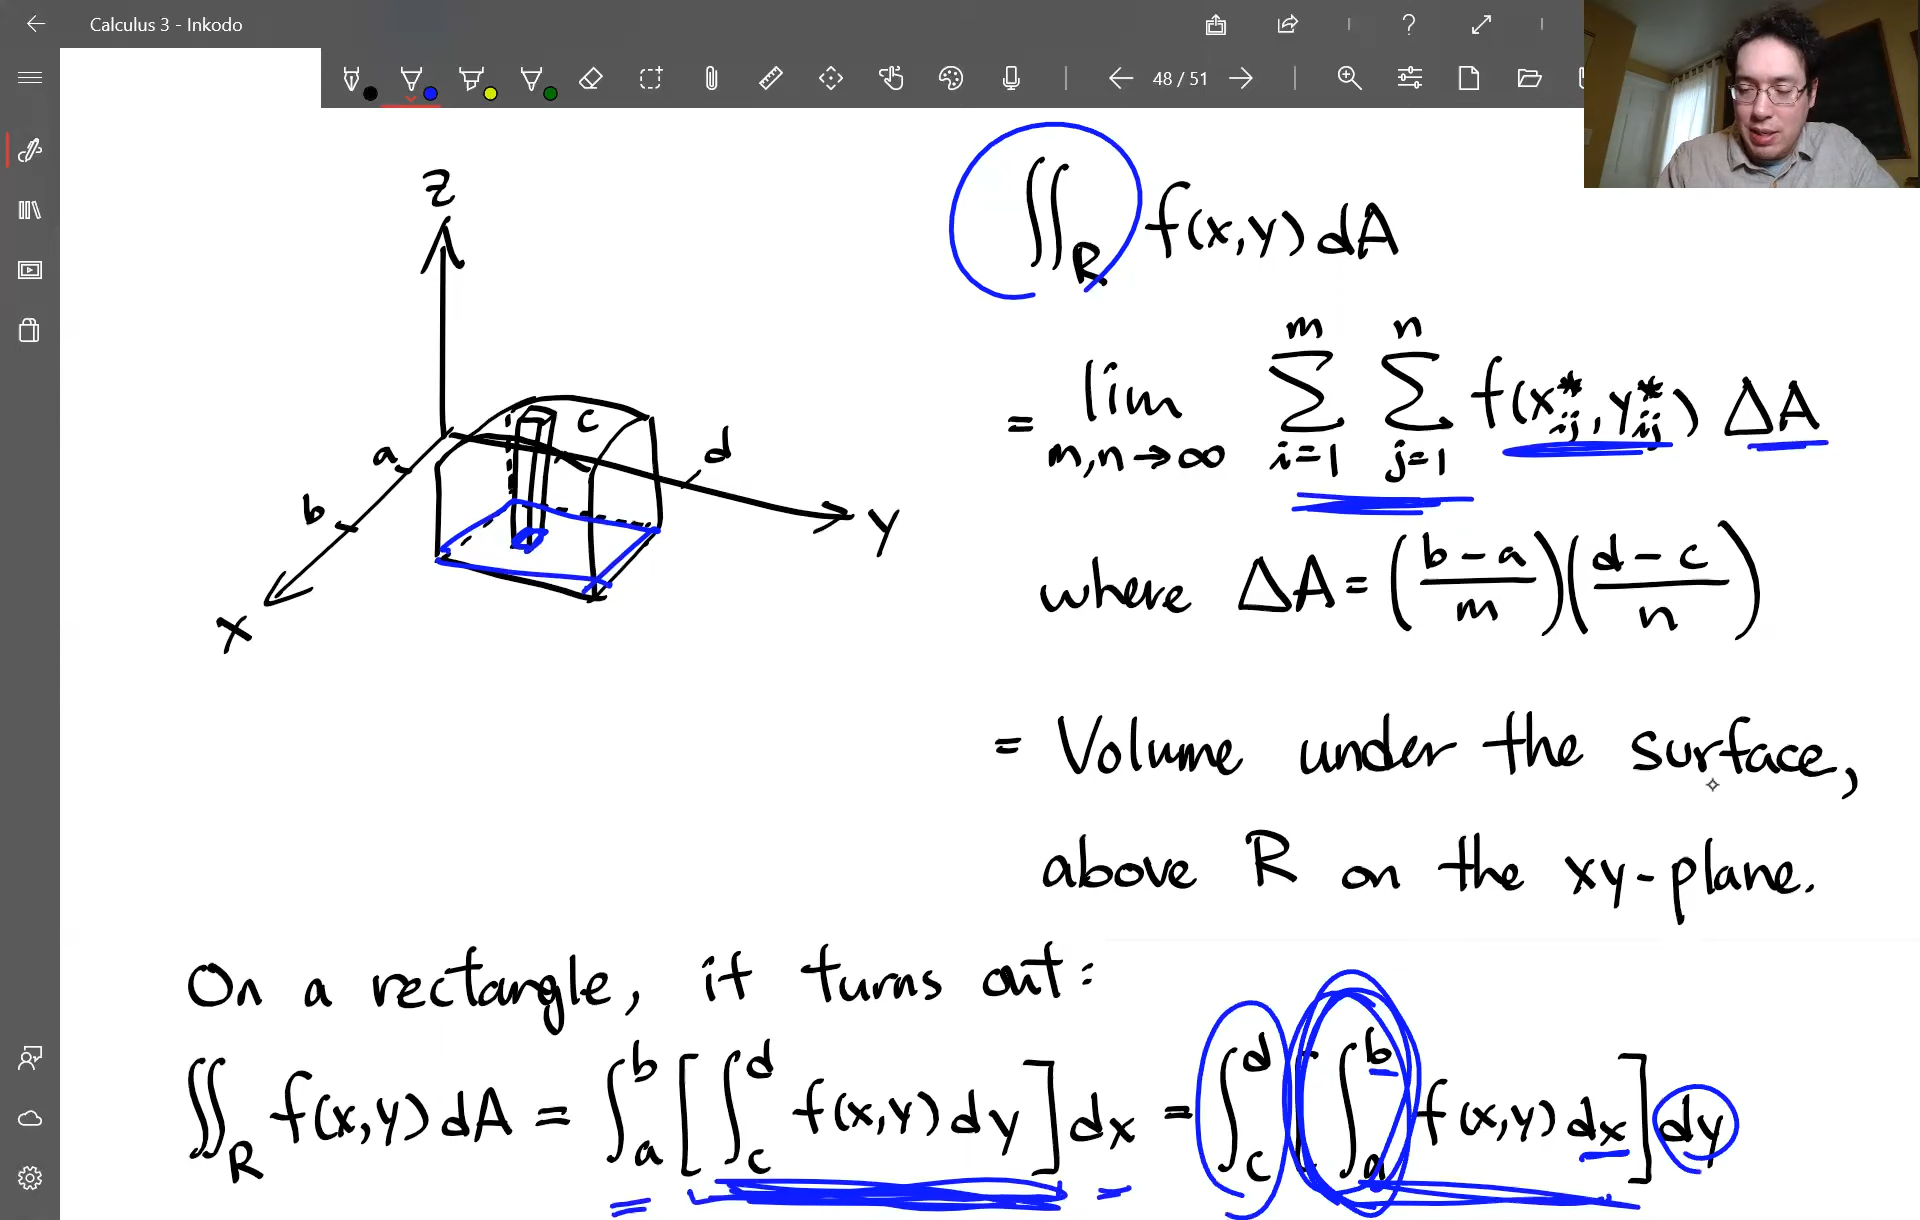 Calculus 3 - Inkodo
48 / 51
z
a
b
c
d
y
x
∬_R f(x,y) dA
= lim_{m,n→∞} Σ_{i=1}^{m} Σ_{j=1}^{n} f(x*_{ij}, y*_{ij}) ΔA
where ΔA = ((b-a)/m)((d-c)/n)
= Volume under the surface,
above R on the xy-plane.
On a rectangle, it turns out:
∬_R f(x,y) dA = ∫_a^b [∫_c^d f(x,y) dy] dx = ∫_c^d [∫_a^b f(x,y) dx] dy